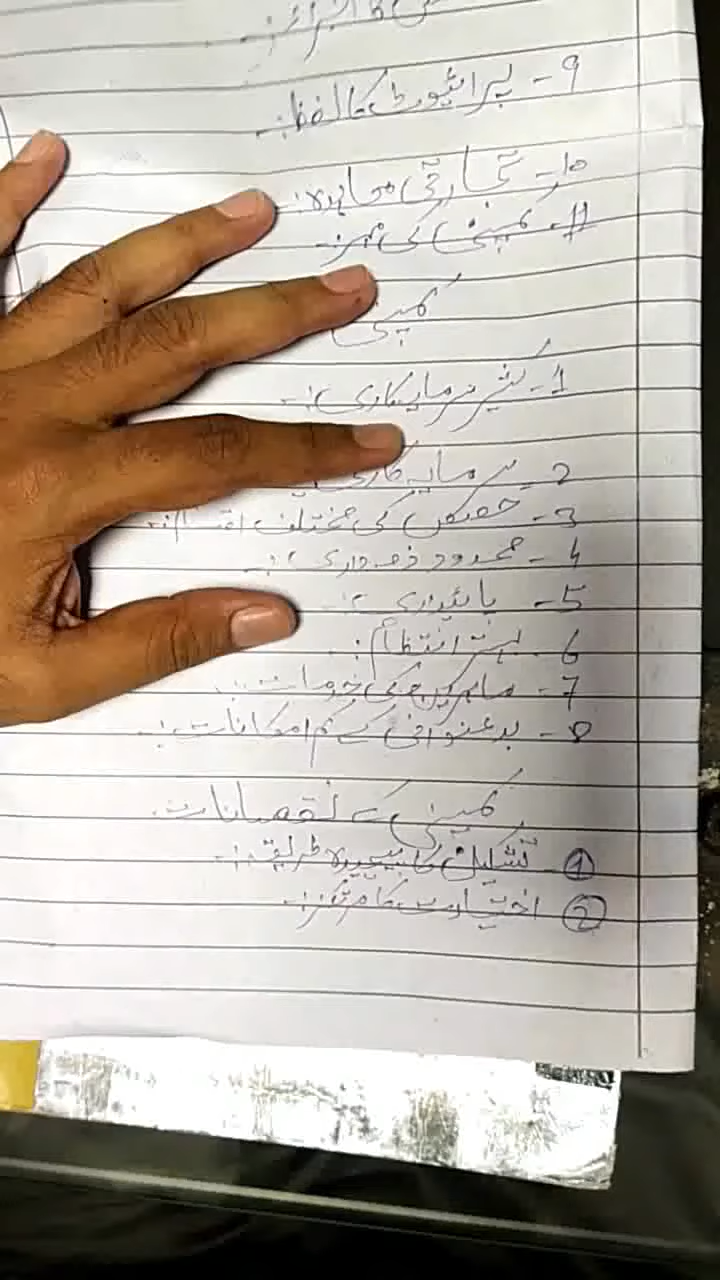 9- پرائیوٹ کا لفظ:-
10- تجارتی معاہدہ:
11- کمپنی کی مہر:-
کمپنی
1- کثیر سرمایہ کاری:-
2- سرمایہ کاری
3- حصص کی مختلف اقسام:-
4- محدود ذمہ داری:-
5- پائیداری:-
6- بہتر انتظام:
7- ماہرین کی خدمات:-
8- بدعنوانی کے کم امکانات:-
کمپنی کے نقصانات:
① تشکیل کا پیچیدہ طریقہ:-
② اختیارات کا مرکز:-